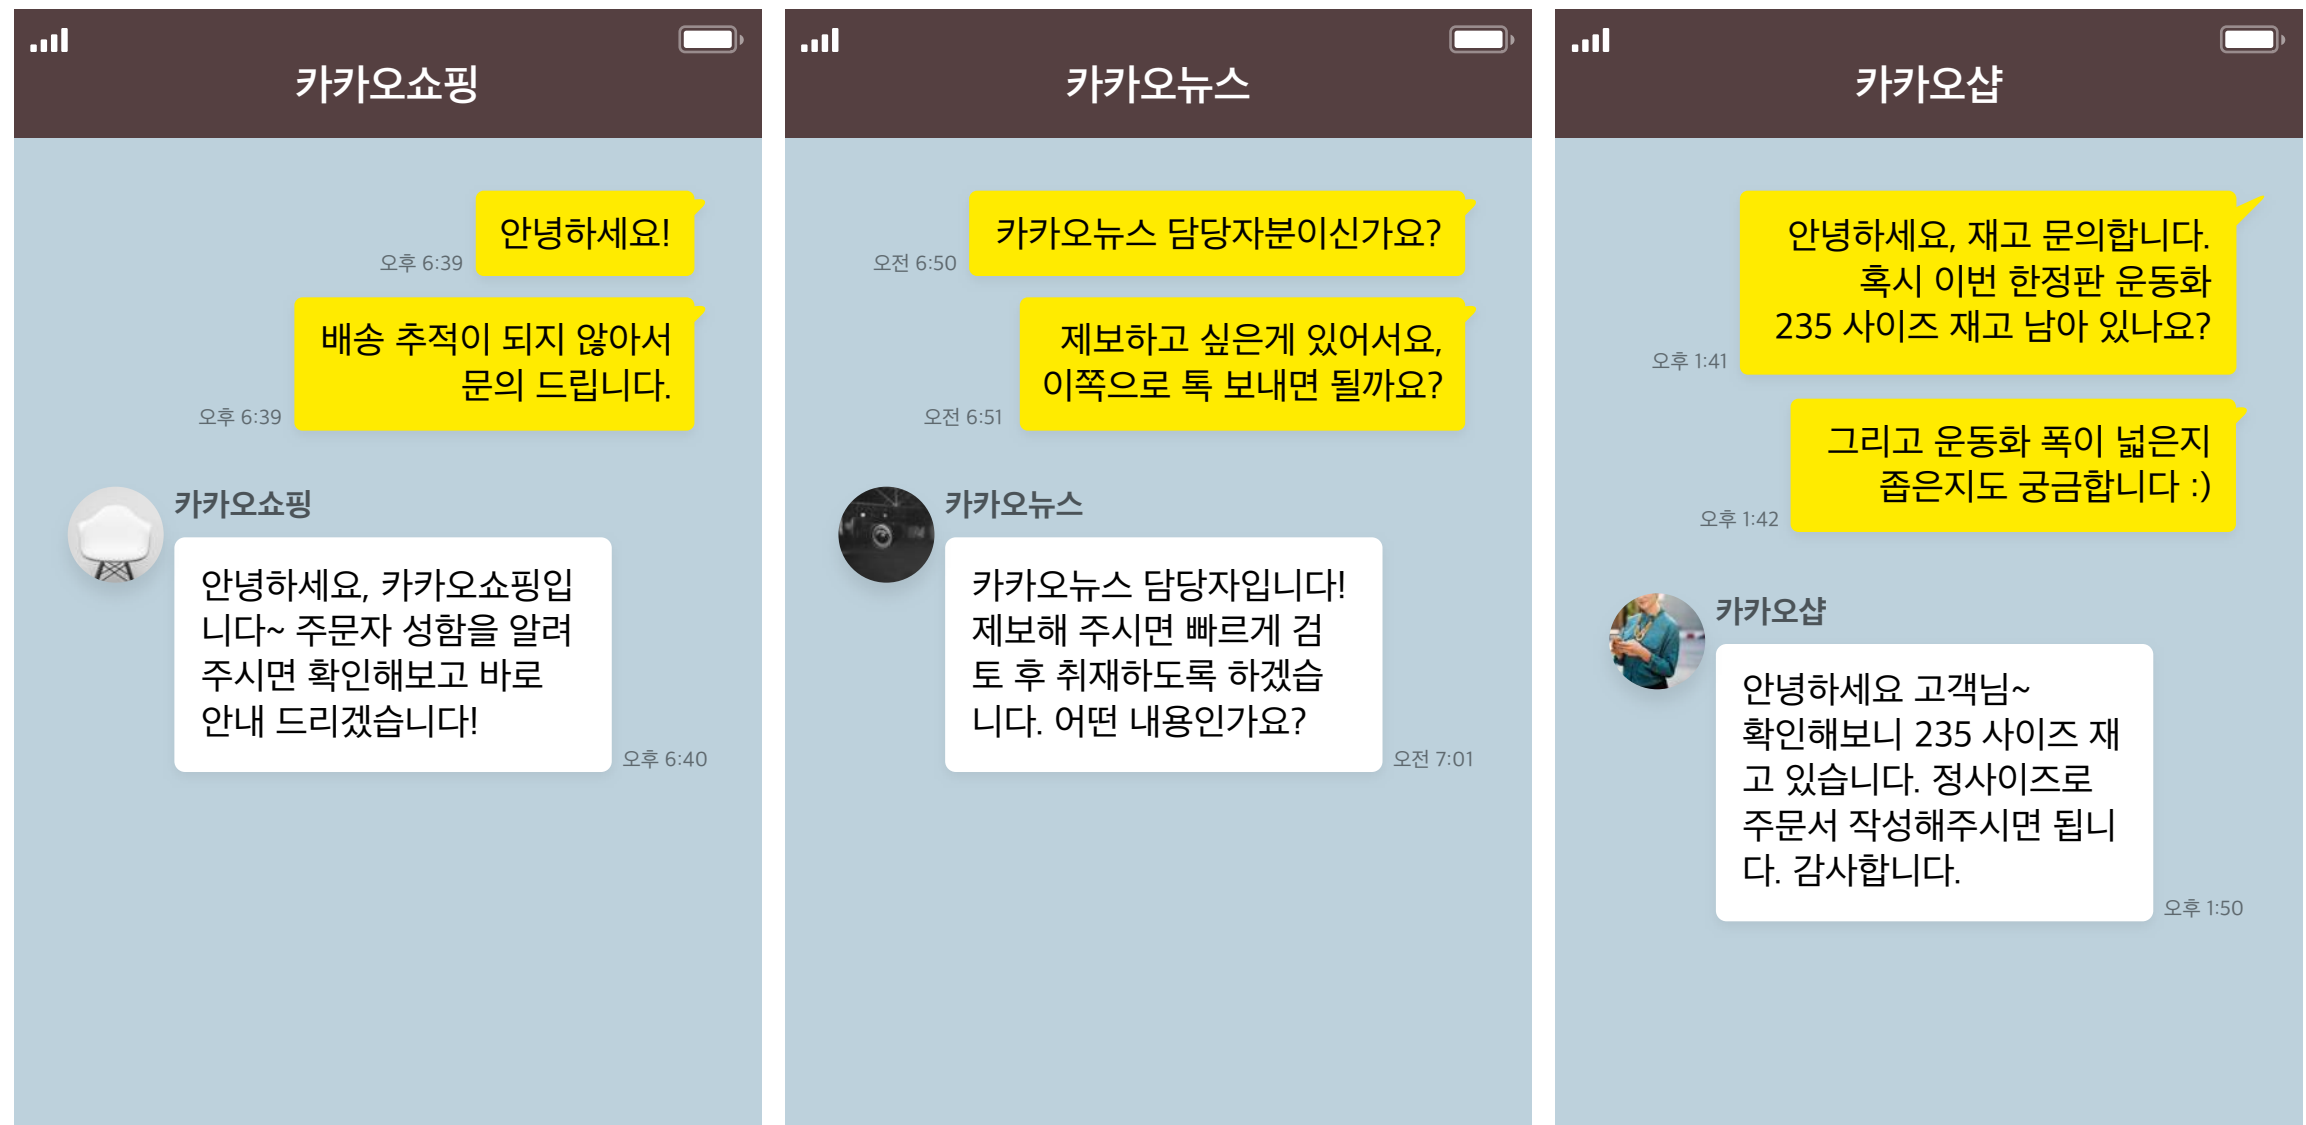 카카오쇼핑
안녕하세요!
오후 6:39
배송 추적이 되지 않아서
문의 드립니다.
오후 6:39
카카오쇼핑
안녕하세요, 카카오쇼핑입
니다~ 주문자 성함을 알려
주시면 확인해보고 바로
안내 드리겠습니다!
오후 6:40
카카오뉴스
카카오뉴스 담당자분이신가요?
오전 6:50
제보하고 싶은게 있어서요,
이쪽으로 톡 보내면 될까요?
오전 6:51
카카오뉴스
카카오뉴스 담당자입니다!
제보해 주시면 빠르게 검
토 후 취재하도록 하겠습
니다. 어떤 내용인가요?
오전 7:01
카카오샵
안녕하세요, 재고 문의합니다.
혹시 이번 한정판 운동화
235 사이즈 재고 남아 있나요?
오후 1:41
그리고 운동화 폭이 넓은지
좁은지도 궁금합니다 :)
오후 1:42
카카오샵
안녕하세요 고객님~
확인해보니 235 사이즈 재
고 있습니다. 정사이즈로
주문서 작성해주시면 됩니
다. 감사합니다.
오후 1:50